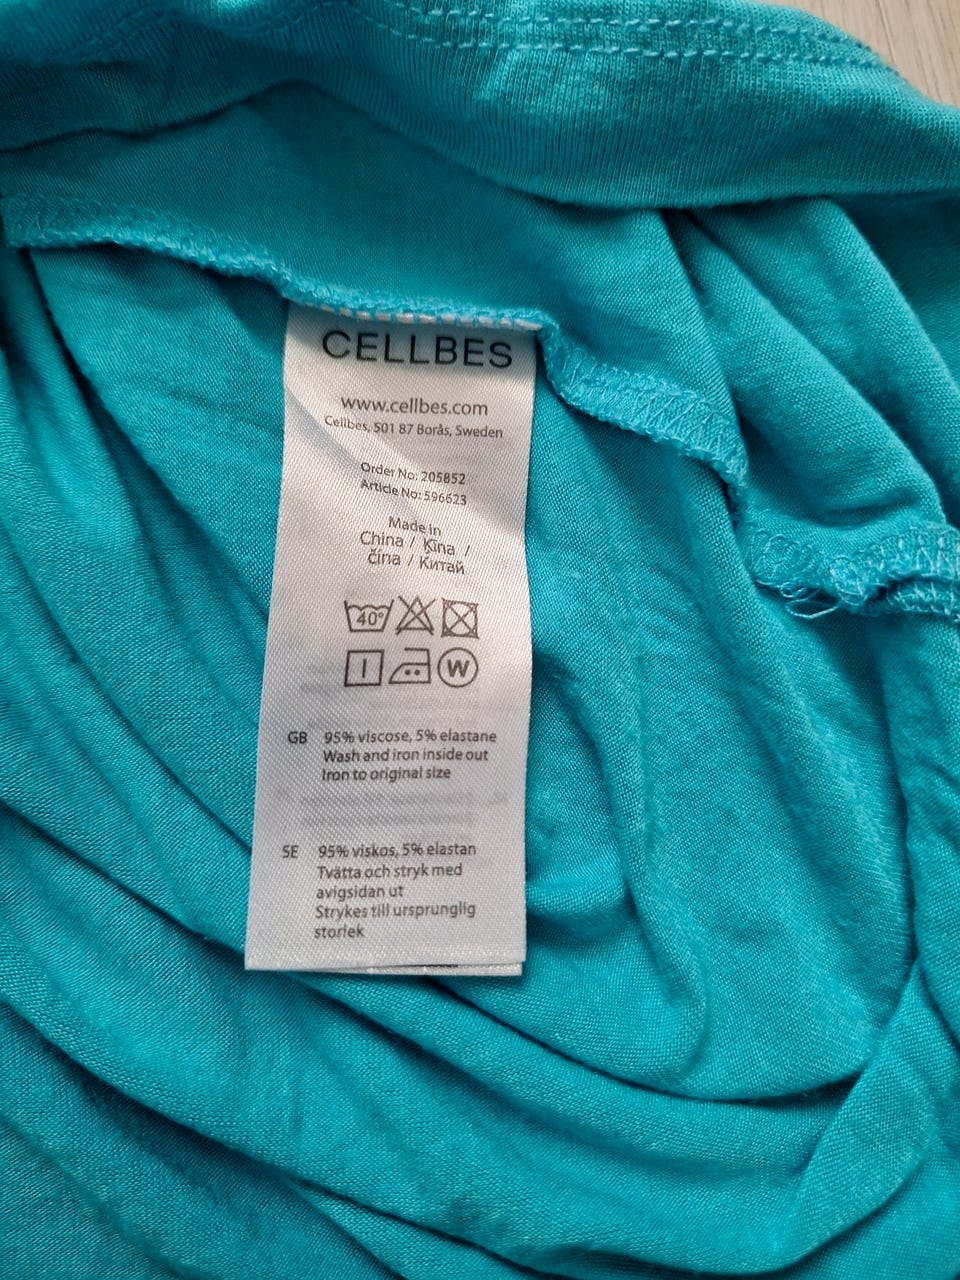 CELLBES
www.cellbes.com
Cellbes, 501 87 Borås, Sweden
Order No: 205852
Article No: 596623
Made in
China / Ķīna /
čína / Китай
40°
I
W
GB 95% viscose, 5% elastane
Wash and iron inside out
Iron to original size
SE 95% viskos, 5% elastan
Tvätta och stryk med
avigsidan ut
Strykes till ursprunglig
storlek